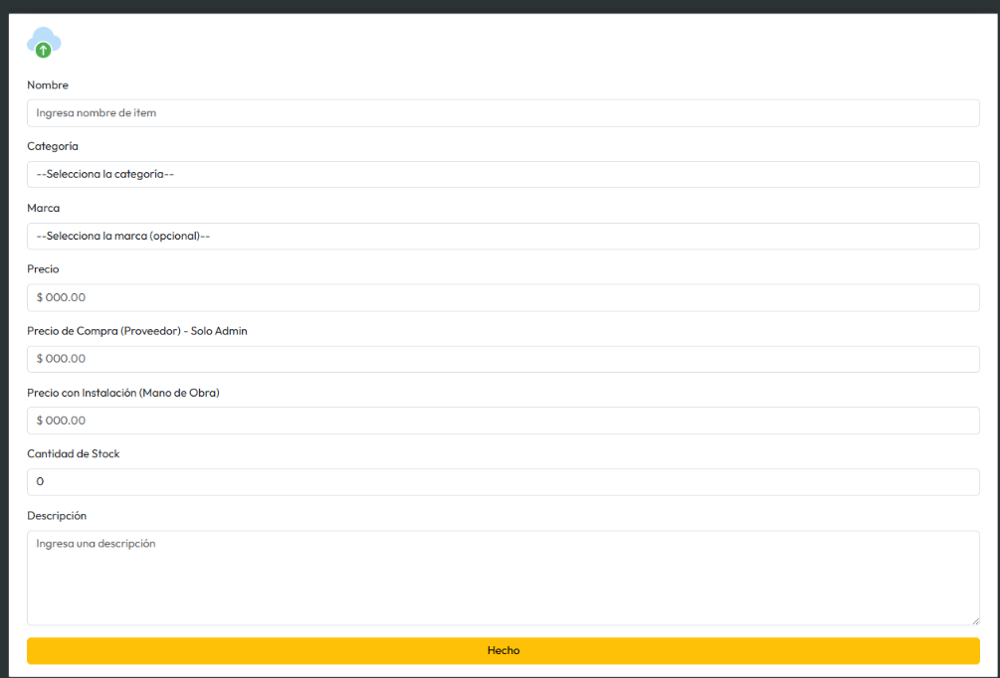 Nombre
Ingresa nombre de item
Categoría
--Selecciona la categoría--
Marca
--Selecciona la marca (opcional)--
Precio
$ 000.00
Precio de Compra (Proveedor) - Solo Admin
$ 000.00
Precio con Instalación (Mano de Obra)
$ 000.00
Cantidad de Stock
0
Descripción
Ingresa una descripción
Hecho